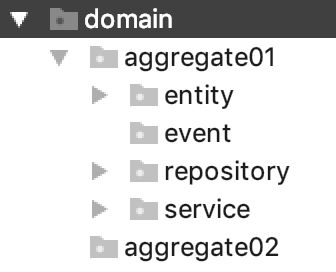 domain
aggregate01
entity
event
repository
service
aggregate02